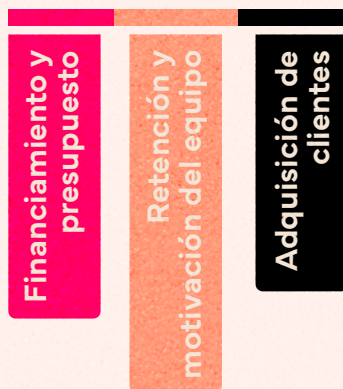 Financiamiento y
presupuesto
Retención y
motivación del equipo
Adquisición de
clientes